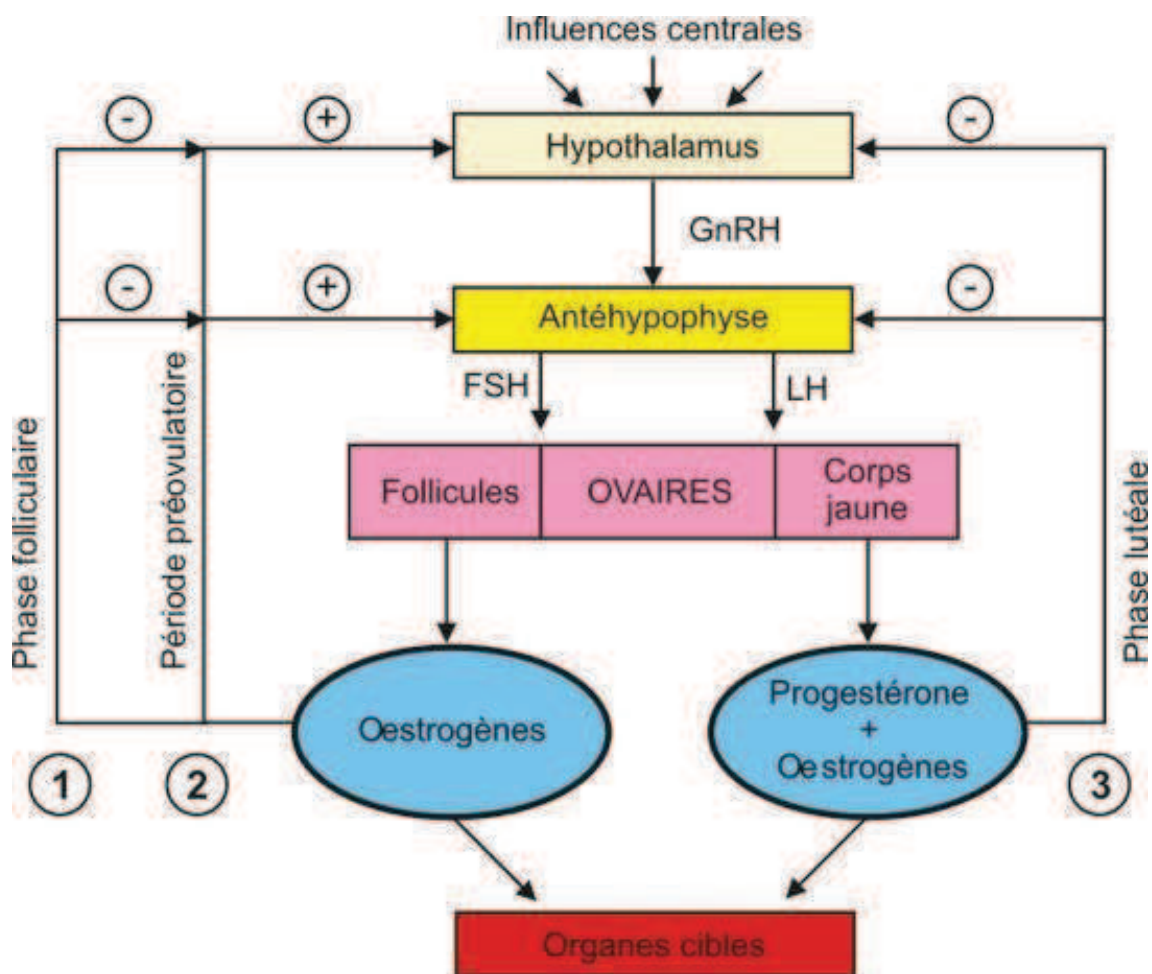 Influences centrales
- + -
Hypothalamus
GnRH
- + -
Antéhypophyse
FSH LH
Phase folliculaire
Période préovulatoire
Follicules
OVAIRES
Corps
jaune
Phase lutéale
Oestrogènes
Progestérone
+
Oestrogènes
1 2 3
Organes cibles